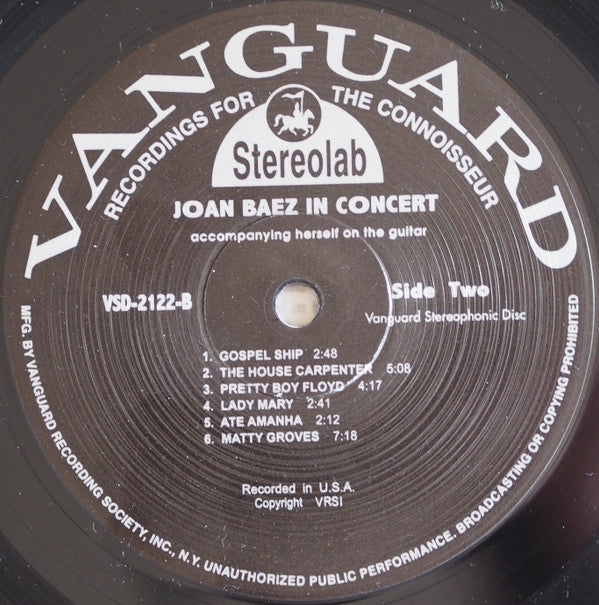 VANGUARD
RECORDINGS FOR THE CONNOISSEUR
Stereolab
JOAN BAEZ IN CONCERT
accompanying herself on the guitar
VSD-2122-B
Side Two
Vanguard Stereophonic Disc
1. GOSPEL SHIP 2:48
2. THE HOUSE CARPENTER 5:08
3. PRETTY BOY FLOYD 4:17
4. LADY MARY 2:41
5. ATE AMANHA 2:12
6. MATTY GROVES 7:18
Recorded in U.S.A.
Copyright VRSI
MFG. BY VANGUARD RECORDING SOCIETY, INC., N.Y. UNAUTHORIZED PUBLIC PERFORMANCE. BROADCASTING OR COPYING PROHIBITED